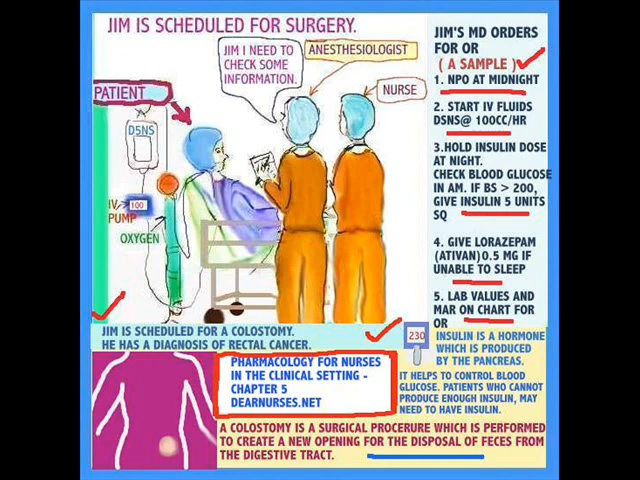 JIM IS SCHEDULED FOR SURGERY.
JIM I NEED TO
CHECK SOME
INFORMATION.
ANESTHESIOLOGIST
NURSE
PATIENT
D5NS
IV
100
PUMP
OXYGEN
JIM'S MD ORDERS
FOR OR
( A SAMPLE )
1. NPO AT MIDNIGHT
2. START IV FLUIDS
D5NS@ 100CC/HR
3.HOLD INSULIN DOSE
AT NIGHT.
CHECK BLOOD GLUCOSE
IN AM. IF BS > 200,
GIVE INSULIN 5 UNITS
SQ
4. GIVE LORAZEPAM
(ATIVAN) 0.5 MG IF
UNABLE TO SLEEP
5. LAB VALUES AND
MAR ON CHART FOR
OR
JIM IS SCHEDULED FOR A COLOSTOMY.
HE HAS A DIAGNOSIS OF RECTAL CANCER.
230
INSULIN IS A HORMONE
WHICH IS PRODUCED
BY THE PANCREAS.
IT HELPS TO CONTROL BLOOD
GLUCOSE. PATIENTS WHO CANNOT
PRODUCE ENOUGH INSULIN, MAY
NEED TO HAVE INSULIN.
PHARMACOLOGY FOR NURSES
IN THE CLINICAL SETTING -
CHAPTER 5
DEARNURSES.NET
A COLOSTOMY IS A SURGICAL PROCERURE WHICH IS PERFORMED
TO CREATE A NEW OPENING FOR THE DISPOSAL OF FECES FROM
THE DIGESTIVE TRACT.